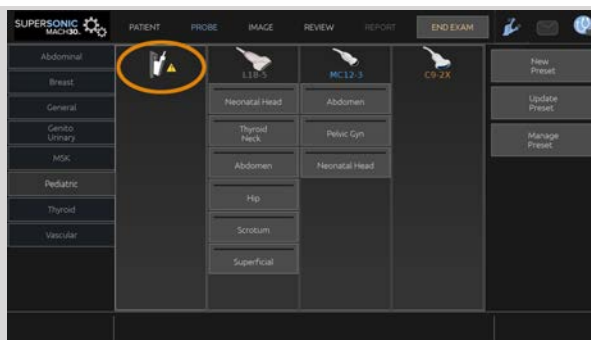 SUPERSONIC
MACH30.
PATIENT
PROBE
IMAGE
REVIEW
REPORT
END EXAM
Abdominal
Breast
General
Genito
Urinary
MSK
Pediatric
Thyroid
Vascular
L18-5
Neonatal Head
Thyroid
Neck
Abdomen
Hip
Scrotum
Superficial
MC12-3
Abdomen
Pelvic Gyn
Neonatal Head
C9-2X
New
Preset
Update
Preset
Manage
Preset